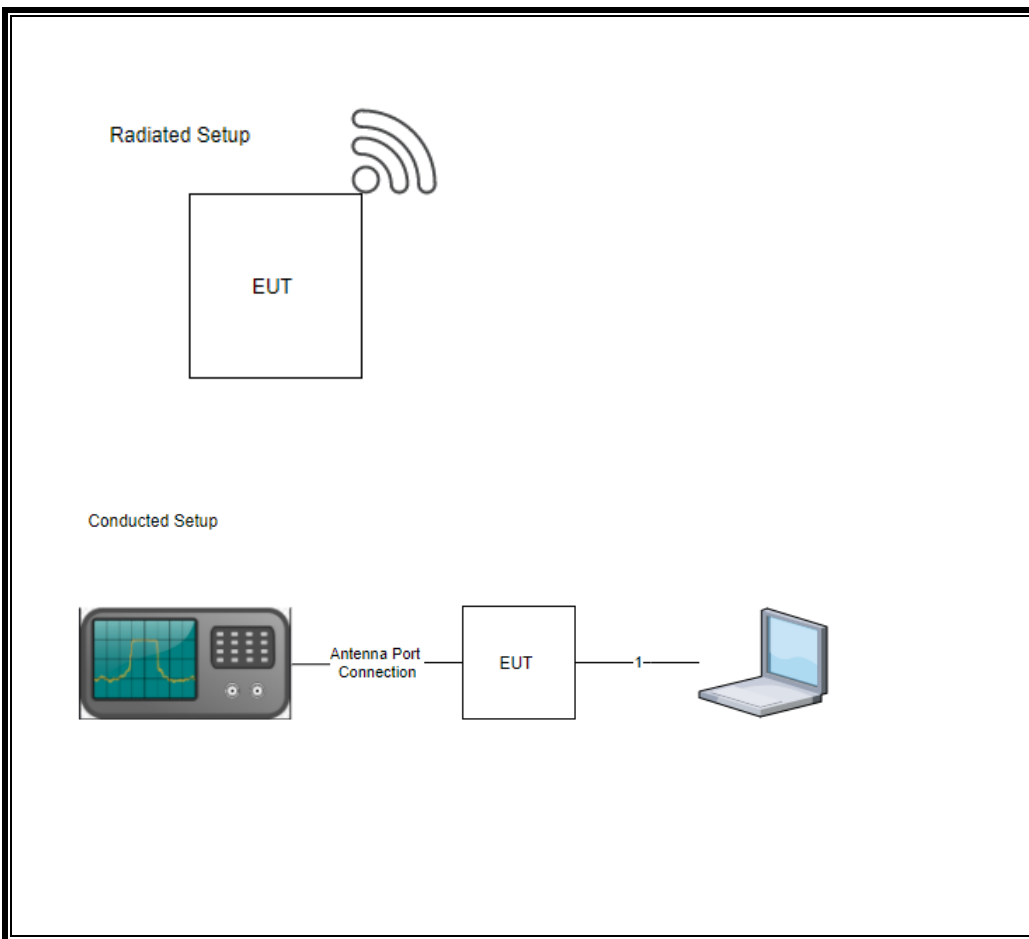 Radiated Setup
EUT
Conducted Setup
Antenna Port
Connection
EUT
1